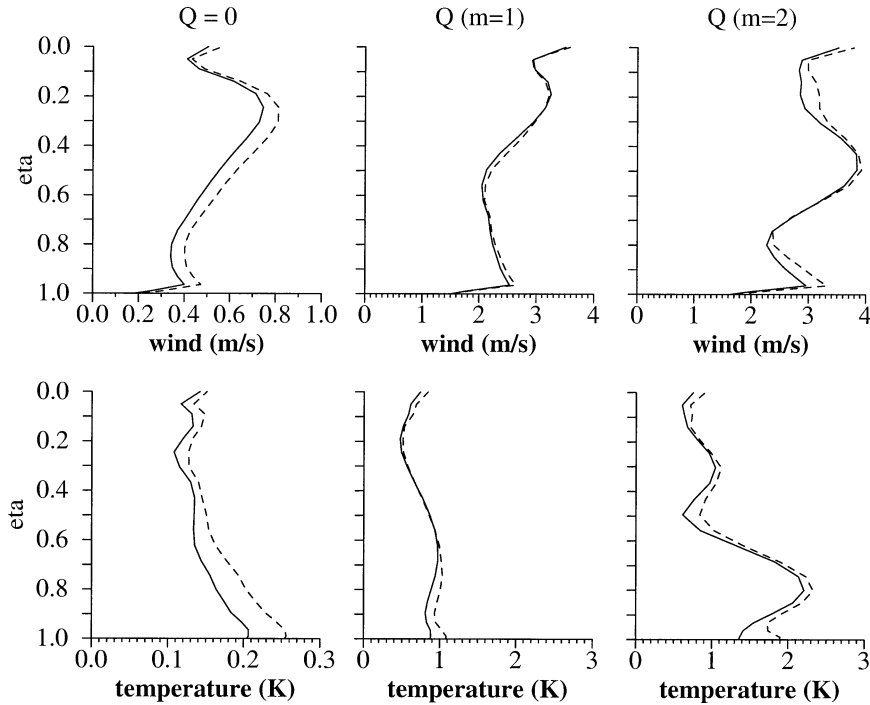 Q = 0
Q (m=1)
Q (m=2)
eta
0.0
0.2
0.4
0.6
0.8
1.0
0.0 0.2 0.4 0.6 0.8 1.0
0 1 2 3 4
0 1 2 3 4
wind (m/s)
wind (m/s)
wind (m/s)
eta
0.0
0.2
0.4
0.6
0.8
1.0
0.0 0.1 0.2 0.3
0 1 2 3
0 1 2 3
temperature (K)
temperature (K)
temperature (K)